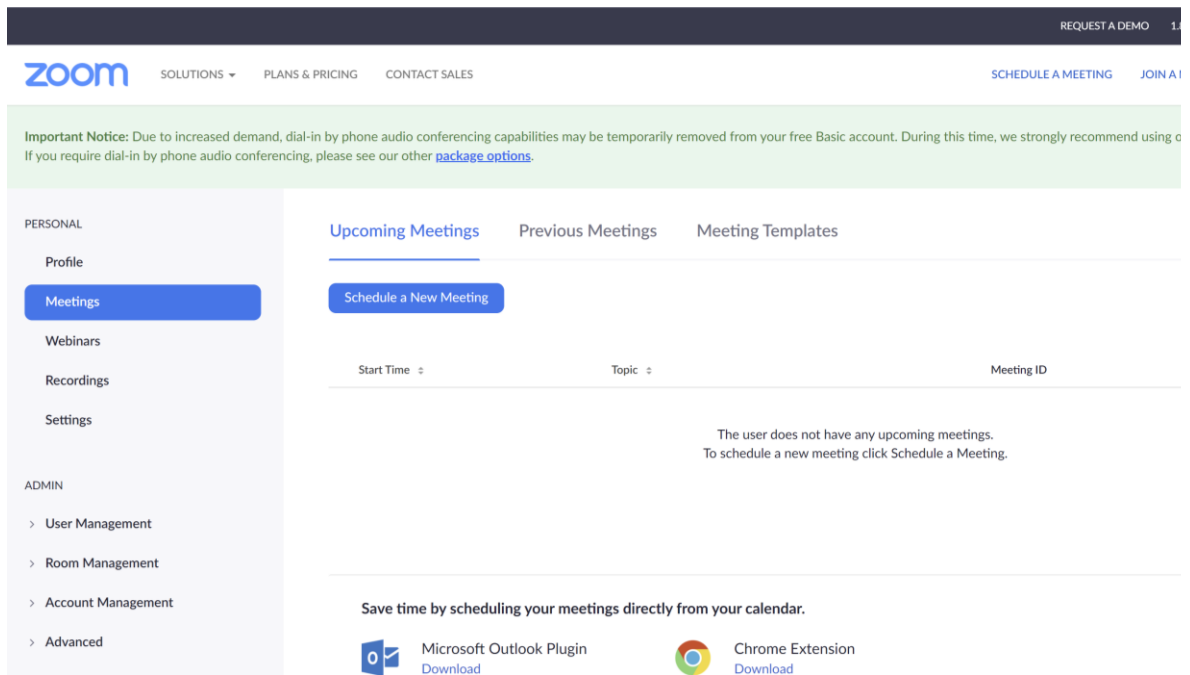 REQUEST A DEMO
zoom
SOLUTIONS
PLANS & PRICING
CONTACT SALES
SCHEDULE A MEETING
JOIN A
Important Notice: Due to increased demand, dial-in by phone audio conferencing capabilities may be temporarily removed from your free Basic account. During this time, we strongly recommend using
If you require dial-in by phone audio conferencing, please see our other package options.
PERSONAL
Profile
Meetings
Webinars
Recordings
Settings
ADMIN
User Management
Room Management
Account Management
Advanced
Upcoming Meetings
Previous Meetings
Meeting Templates
Schedule a New Meeting
Start Time
Topic
Meeting ID
The user does not have any upcoming meetings.
To schedule a new meeting click Schedule a Meeting.
Save time by scheduling your meetings directly from your calendar.
Microsoft Outlook Plugin
Download
Chrome Extension
Download